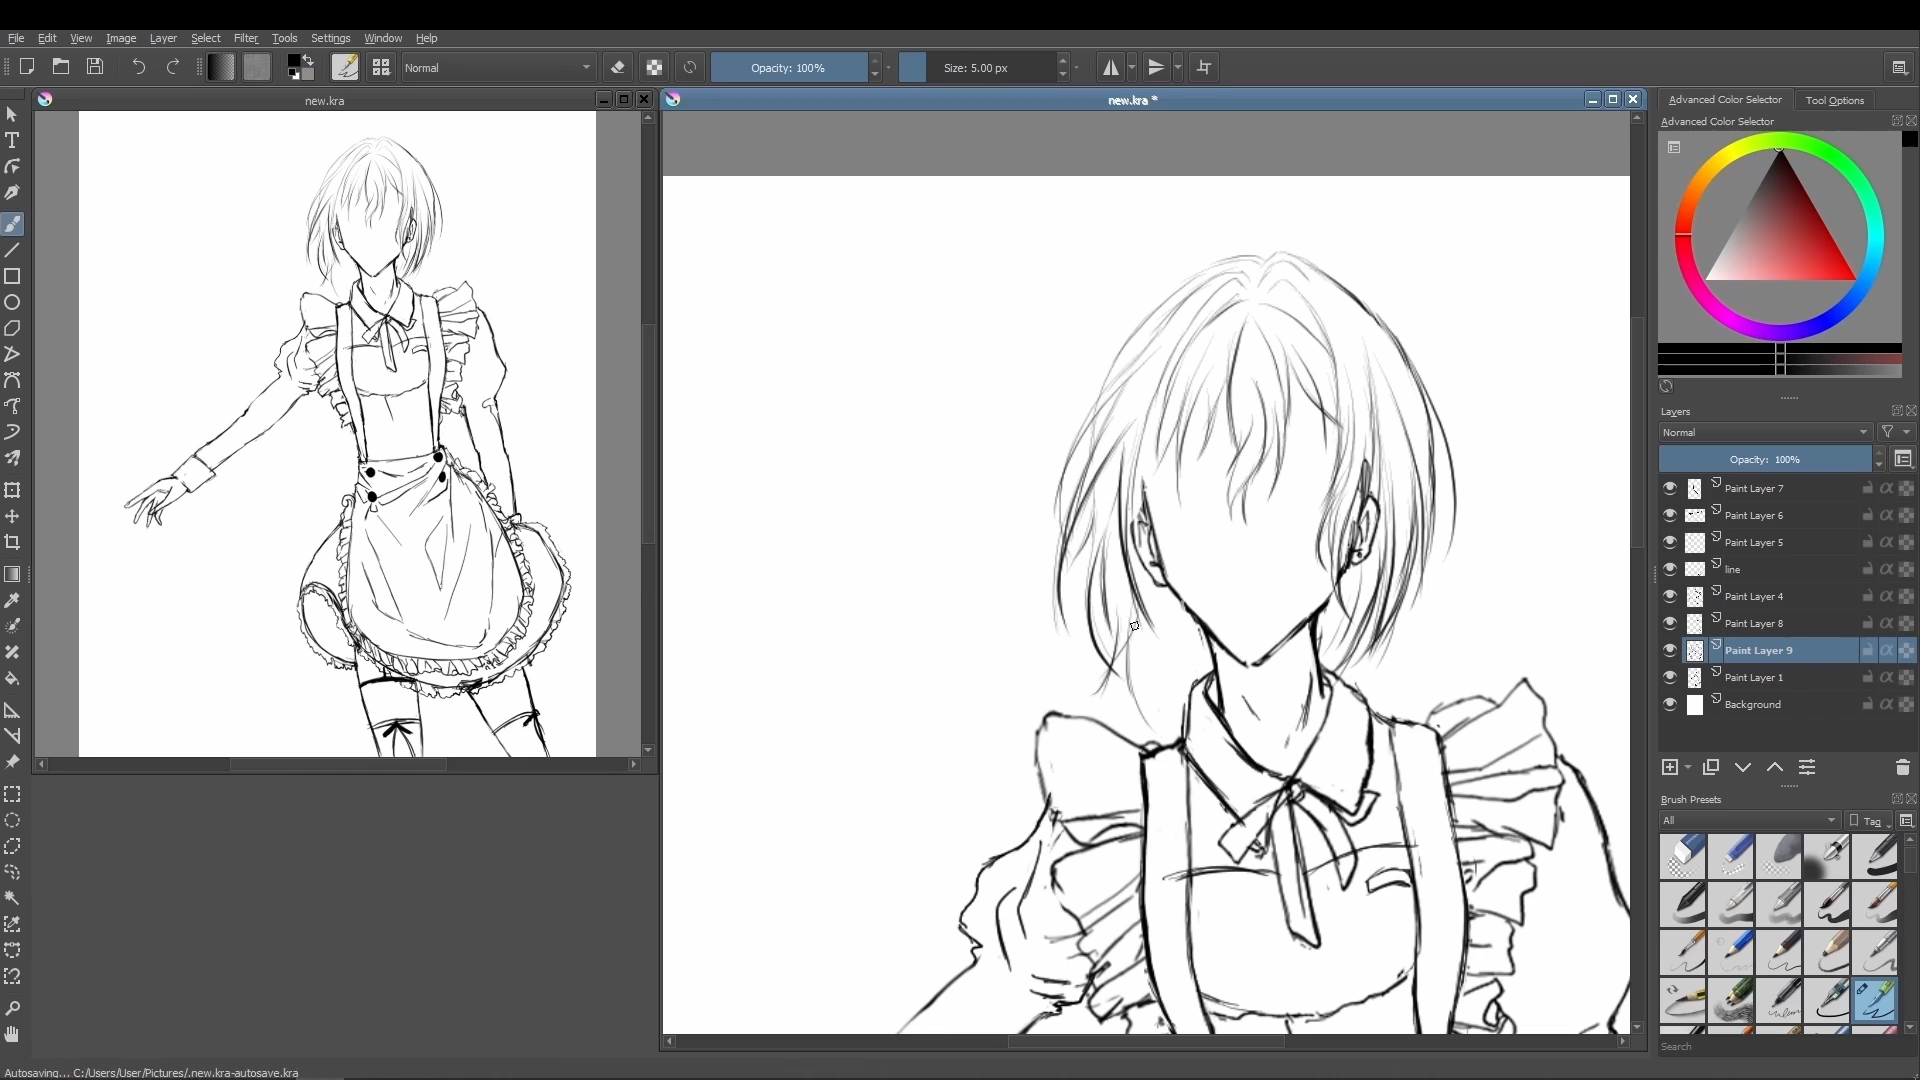 File Edit View Image Layer Select Filter Tools Settings Window Help
Normal
Opacity: 100%
Size: 5.00 px
new.kra
new.kra *
Advanced Color Selector
Tool Options
Advanced Color Selector
Layers
Normal
Opacity: 100%
Paint Layer 7
Paint Layer 6
Paint Layer 5
line
Paint Layer 4
Paint Layer 8
Paint Layer 9
Paint Layer 1
Background
Brush Presets
All
Tag
Search
Autosaving... C:/Users/User/Pictures/.new.kra-autosave.kra